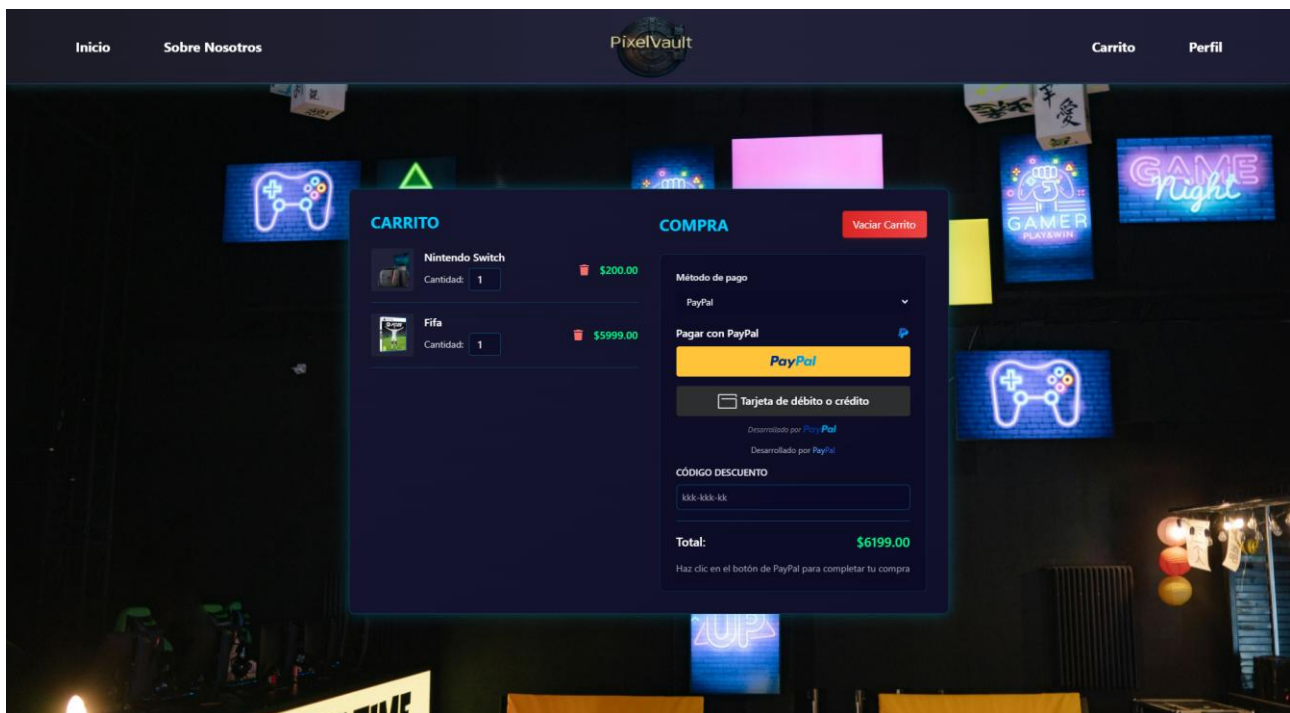 Inicio
Sobre Nosotros
PixelVault
Carrito
Perfil
GAME
Night
GAMER
PLAY&WIN
CARRITO
Nintendo Switch
Cantidad: 1
$200.00
Fifa
Cantidad: 1
$5999.00
COMPRA
Vaciar Carrito
Método de pago
PayPal
Pagar con PayPal
PayPal
Tarjeta de débito o crédito
Desarrollado por PayPal
Desarrollado por PayPal
CÓDIGO DESCUENTO
kkk-kkk-kk
Total:
$6199.00
Haz clic en el botón de PayPal para completar tu compra
UP
TIME